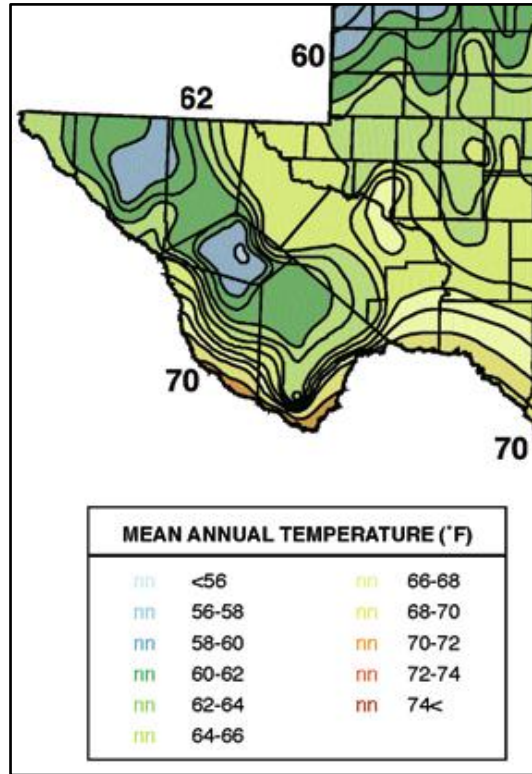 60
62
70
70
MEAN ANNUAL TEMPERATURE (°F)
nn <56 nn 66-68
nn 56-58 nn 68-70
nn 58-60 nn 70-72
nn 60-62 nn 72-74
nn 62-64 nn 74<
nn 64-66